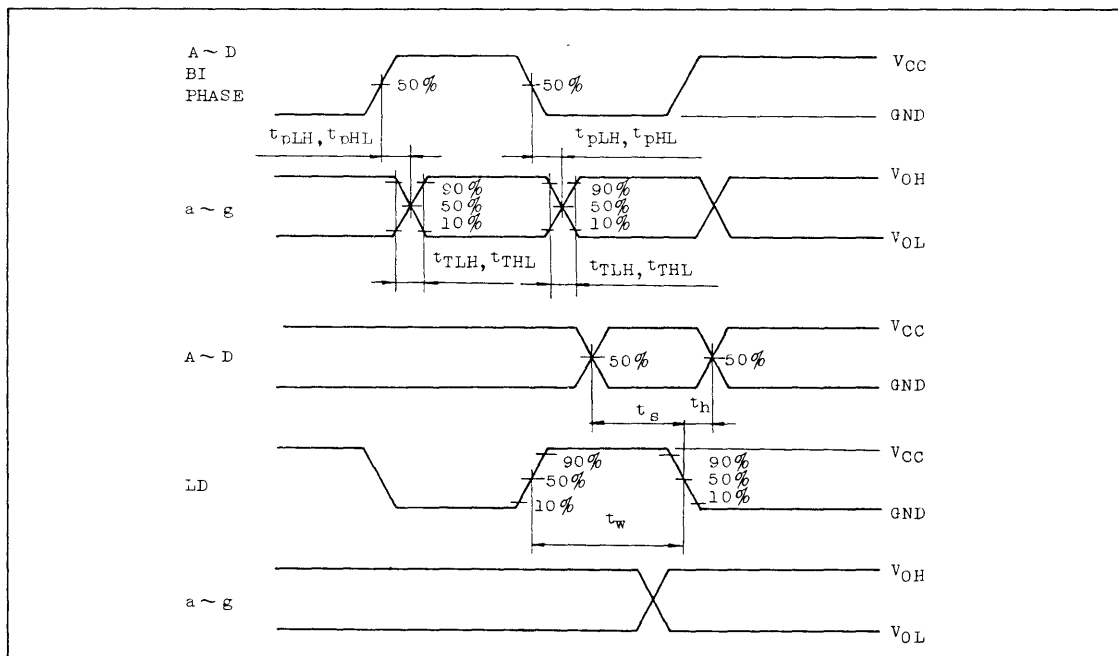 A ~ D
BI
PHASE
50%
50%
VCC
GND
tpLH, tpHL
tpLH, tpHL
a ~ g
90%
50%
10%
90%
50%
10%
VOH
VOL
tTLH, tTHL
tTLH, tTHL
A ~ D
50%
50%
VCC
GND
ts
th
LD
90%
50%
10%
90%
50%
10%
VCC
GND
tw
a ~ g
VOH
VOL